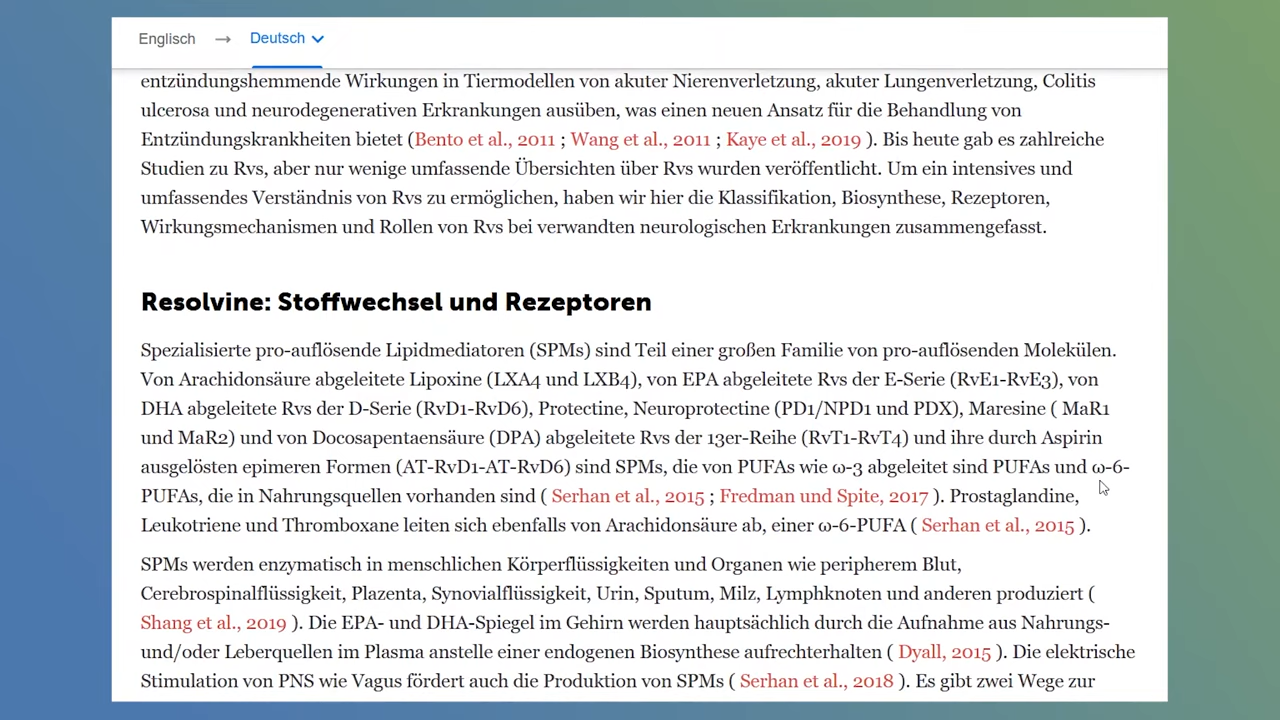 Englisch → Deutsch
entzündungshemmende Wirkungen in Tiermodellen von akuter Nierenverletzung, akuter Lungenverletzung, Colitis
ulcerosa und neurodegenerativen Erkrankungen ausüben, was einen neuen Ansatz für die Behandlung von
Entzündungskrankheiten bietet (Bento et al., 2011 ; Wang et al., 2011 ; Kaye et al., 2019 ). Bis heute gab es zahlreiche
Studien zu Rvs, aber nur wenige umfassende Übersichten über Rvs wurden veröffentlicht. Um ein intensives und
umfassendes Verständnis von Rvs zu ermöglichen, haben wir hier die Klassifikation, Biosynthese, Rezeptoren,
Wirkungsmechanismen und Rollen von Rvs bei verwandten neurologischen Erkrankungen zusammengefasst.
Resolvine: Stoffwechsel und Rezeptoren
Spezialisierte pro-auflösende Lipidmediatoren (SPMs) sind Teil einer großen Familie von pro-auflösenden Molekülen.
Von Arachidonsäure abgeleitete Lipoxine (LXA4 und LXB4), von EPA abgeleitete Rvs der E-Serie (RvE1-RvE3), von
DHA abgeleitete Rvs der D-Serie (RvD1-RvD6), Protectine, Neuroprotectine (PD1/NPD1 und PDX), Maresine ( MaR1
und MaR2) und von Docosapentaensäure (DPA) abgeleitete Rvs der 13er-Reihe (RvT1-RvT4) und ihre durch Aspirin
ausgelösten epimeren Formen (AT-RvD1-AT-RvD6) sind SPMs, die von PUFAs wie ω-3 abgeleitet sind PUFAs und ω-6-
PUFAs, die in Nahrungsquellen vorhanden sind ( Serhan et al., 2015 ; Fredman und Spite, 2017 ). Prostaglandine,
Leukotriene und Thromboxane leiten sich ebenfalls von Arachidonsäure ab, einer ω-6-PUFA ( Serhan et al., 2015 ).
SPMs werden enzymatisch in menschlichen Körperflüssigkeiten und Organen wie peripherem Blut,
Cerebrospinalflüssigkeit, Plazenta, Synovialflüssigkeit, Urin, Sputum, Milz, Lymphknoten und anderen produziert (
Shang et al., 2019 ). Die EPA- und DHA-Spiegel im Gehirn werden hauptsächlich durch die Aufnahme aus Nahrungs-
und/oder Leberquellen im Plasma anstelle einer endogenen Biosynthese aufrechterhalten ( Dyall, 2015 ). Die elektrische
Stimulation von PNS wie Vagus fördert auch die Produktion von SPMs ( Serhan et al., 2018 ). Es gibt zwei Wege zur